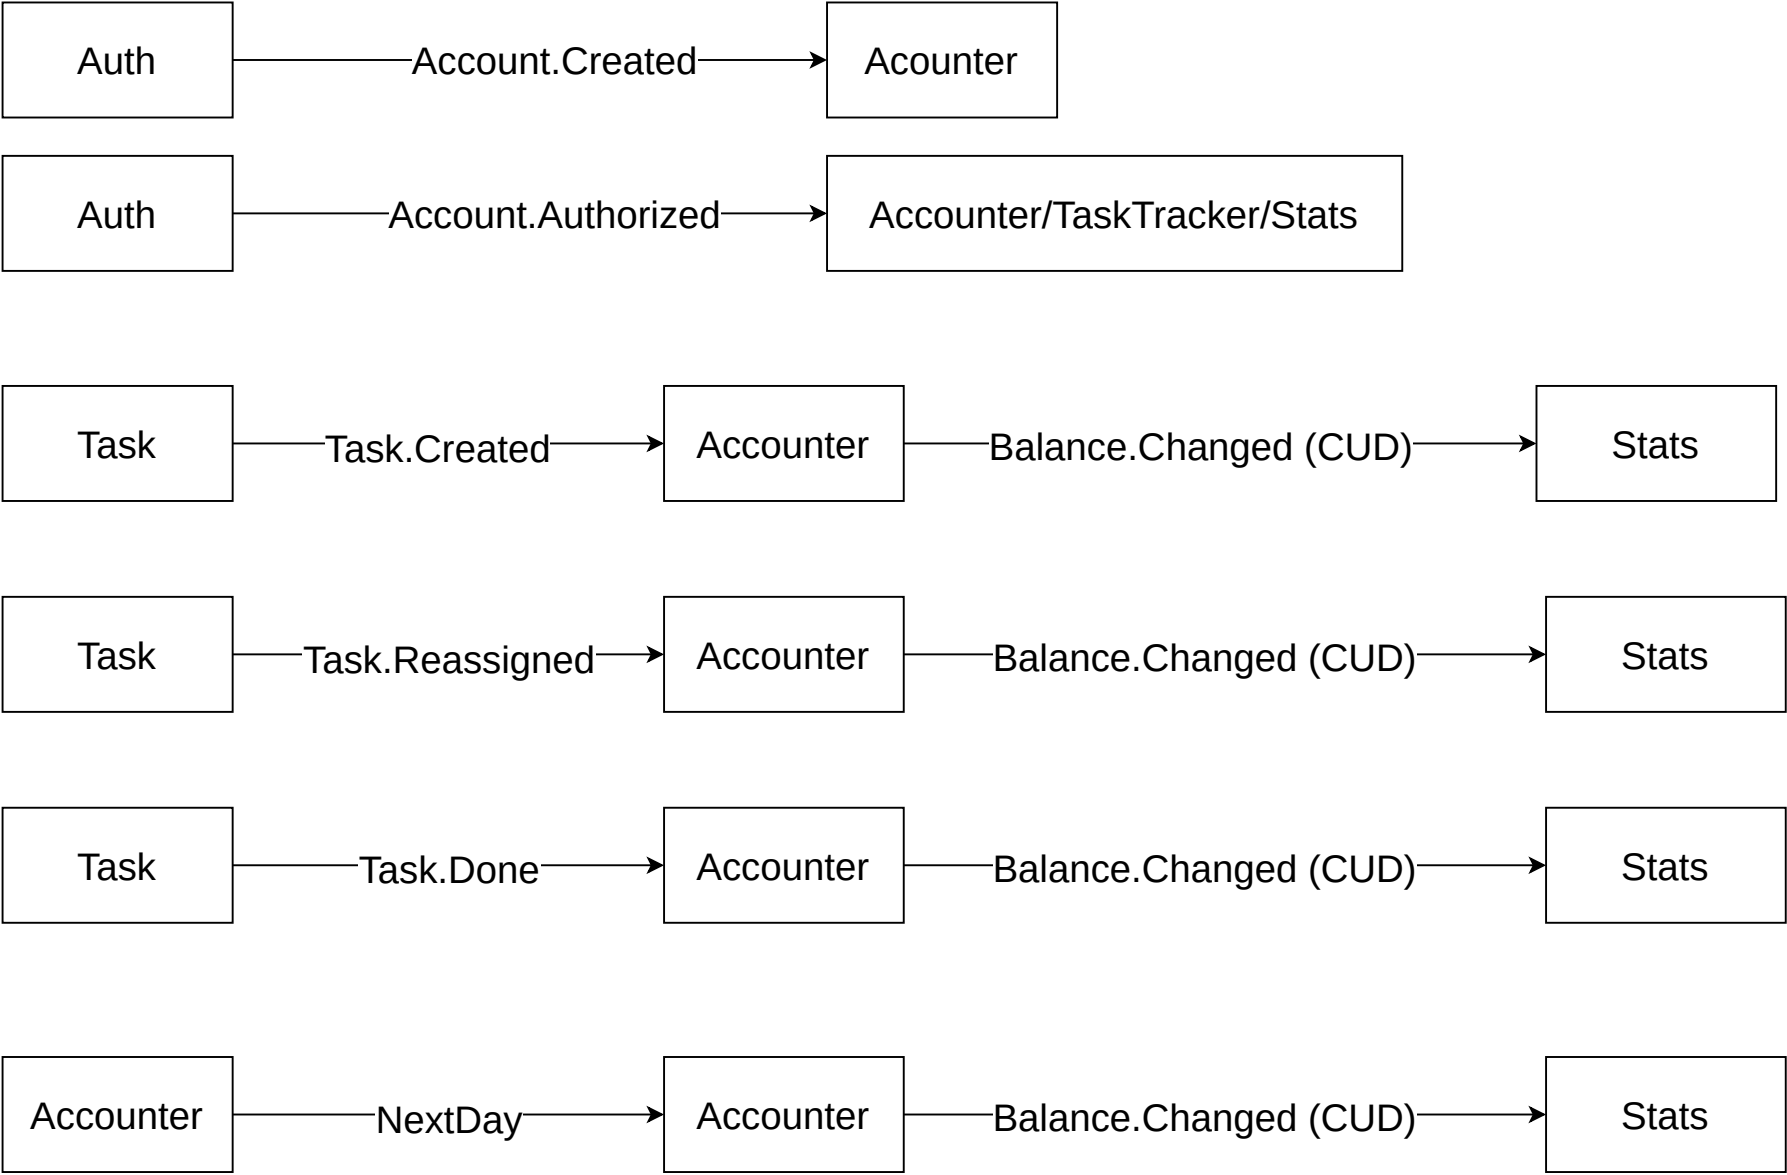 Auth Account.Created Acounter
Auth Account.Authorized Accounter/TaskTracker/Stats
Task Task.Created Accounter Balance.Changed (CUD) Stats
Task Task.Reassigned Accounter Balance.Changed (CUD) Stats
Task Task.Done Accounter Balance.Changed (CUD) Stats
Accounter NextDay Accounter Balance.Changed (CUD) Stats